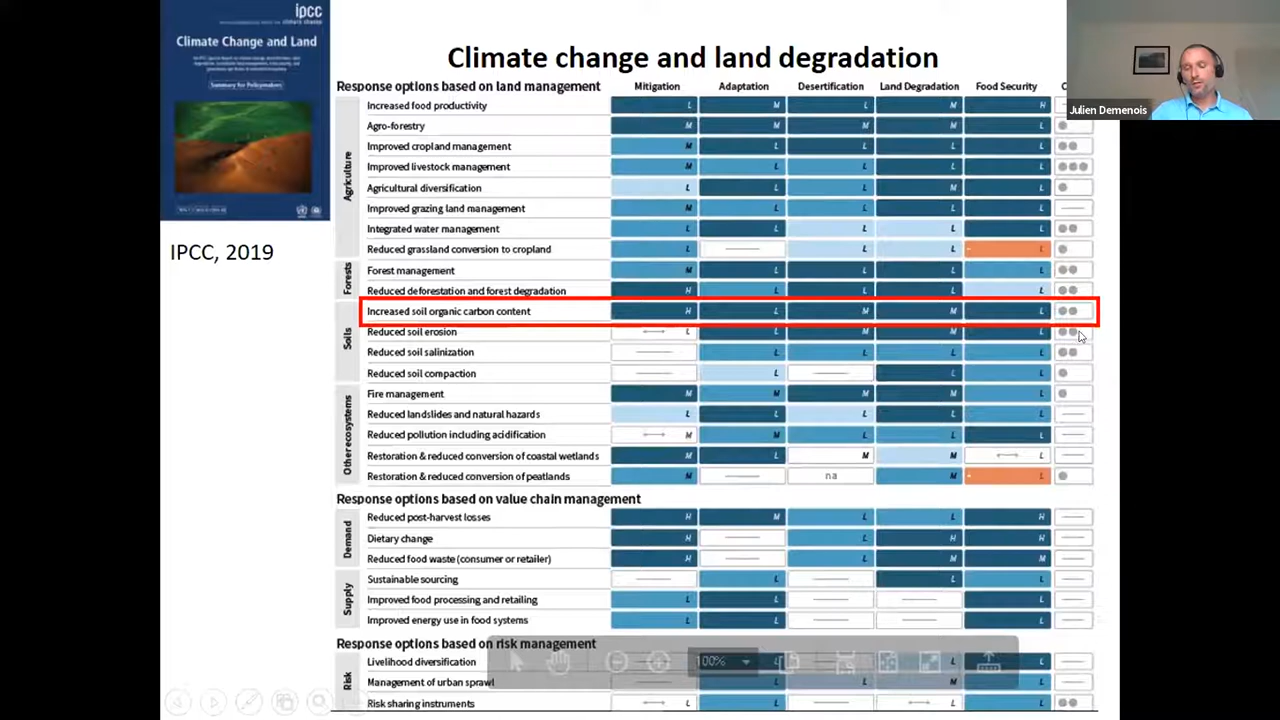 ipcc
climate change
Climate Change and Land
Summary for Policymakers
IPCC, 2019
Climate change and land degradation
Julien Demenois
Response options based on land management Mitigation Adaptation Desertification Land Degradation Food Security C
Agriculture
Increased food productivity L M L M H
Agro-forestry M M M M L
Improved cropland management M L L L L
Improved livestock management M L L L L
Agricultural diversification L L L M L
Improved grazing land management M L L L L
Integrated water management L L L L L
Reduced grassland conversion to cropland L L L - L
Forests
Forest management M L L L L
Reduced deforestation and forest degradation H L L L L
Soils
Increased soil organic carbon content H L M M L
Reduced soil erosion L L M M L
Reduced soil salinization L L L L
Reduced soil compaction L L L
Other ecosystems
Fire management M M M M L
Reduced landslides and natural hazards L L L L L
Reduced pollution including acidification M M L L L
Restoration & reduced conversion of coastal wetlands M L M M L
Restoration & reduced conversion of peatlands M na M - L
Response options based on value chain management
Demand
Reduced post-harvest losses H M L L H
Dietary change H L H H
Reduced food waste (consumer or retailer) H L M M
Supply
Sustainable sourcing L L L
Improved food processing and retailing L L L
Improved energy use in food systems L L L
Response options based on risk management
Risk
Livelihood diversification L L L
Management of urban sprawl L L M L
Risk sharing instruments L L L L L
100%